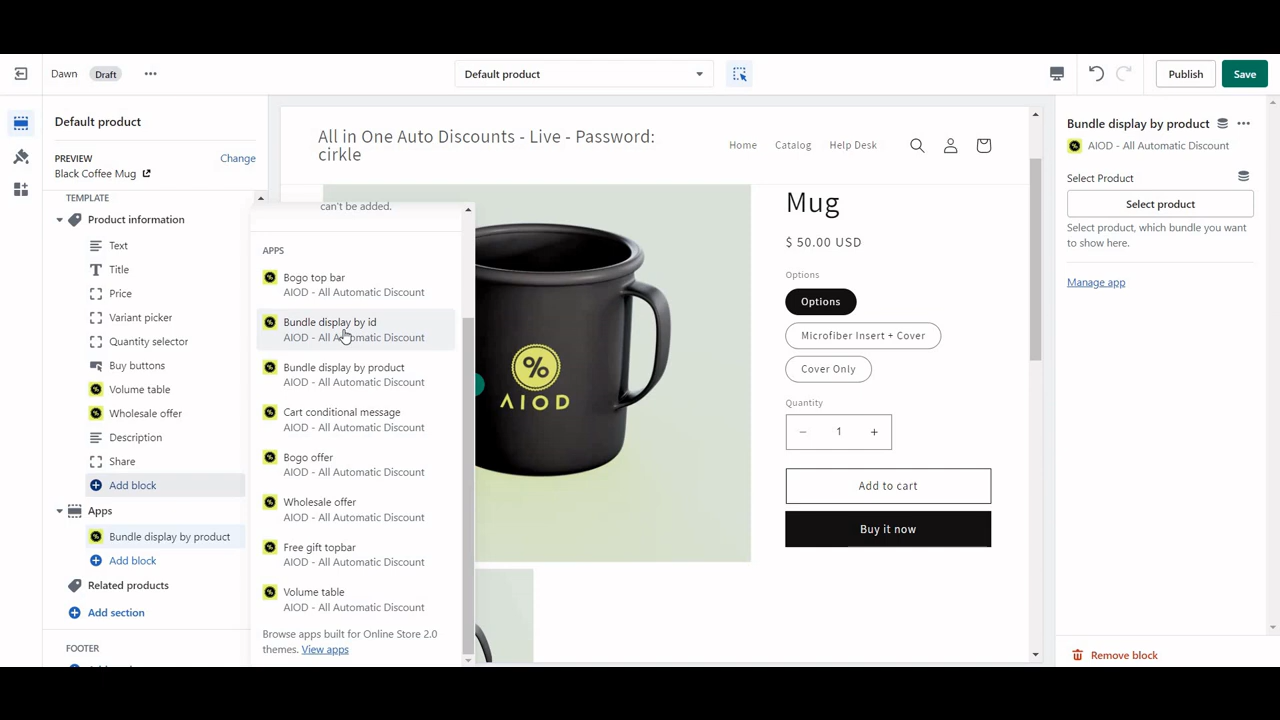 Dawn
Draft
Default product
Publish
Save
Default product
PREVIEW
Change
Black Coffee Mug
TEMPLATE
Product information
Text
Title
Price
Variant picker
Quantity selector
Buy buttons
Volume table
Wholesale offer
Description
Share
Add block
Apps
Bundle display by product
Add block
Related products
Add section
FOOTER
can't be added.
APPS
Bogo top bar
AIOD - All Automatic Discount
Bundle display by id
AIOD - All Automatic Discount
Bundle display by product
AIOD - All Automatic Discount
Cart conditional message
AIOD - All Automatic Discount
Bogo offer
AIOD - All Automatic Discount
Wholesale offer
AIOD - All Automatic Discount
Free gift topbar
AIOD - All Automatic Discount
Volume table
AIOD - All Automatic Discount
Browse apps built for Online Store 2.0
themes. View apps
All in One Auto Discounts - Live - Password:
cirkle
Home
Catalog
Help Desk
%
AIOD
Mug
$ 50.00 USD
Options
Options
Microfiber Insert + Cover
Cover Only
Quantity
− 1 +
Add to cart
Buy it now
Bundle display by product
AIOD - All Automatic Discount
Select Product
Select product
Select product, which bundle you want
to show here.
Manage app
Remove block